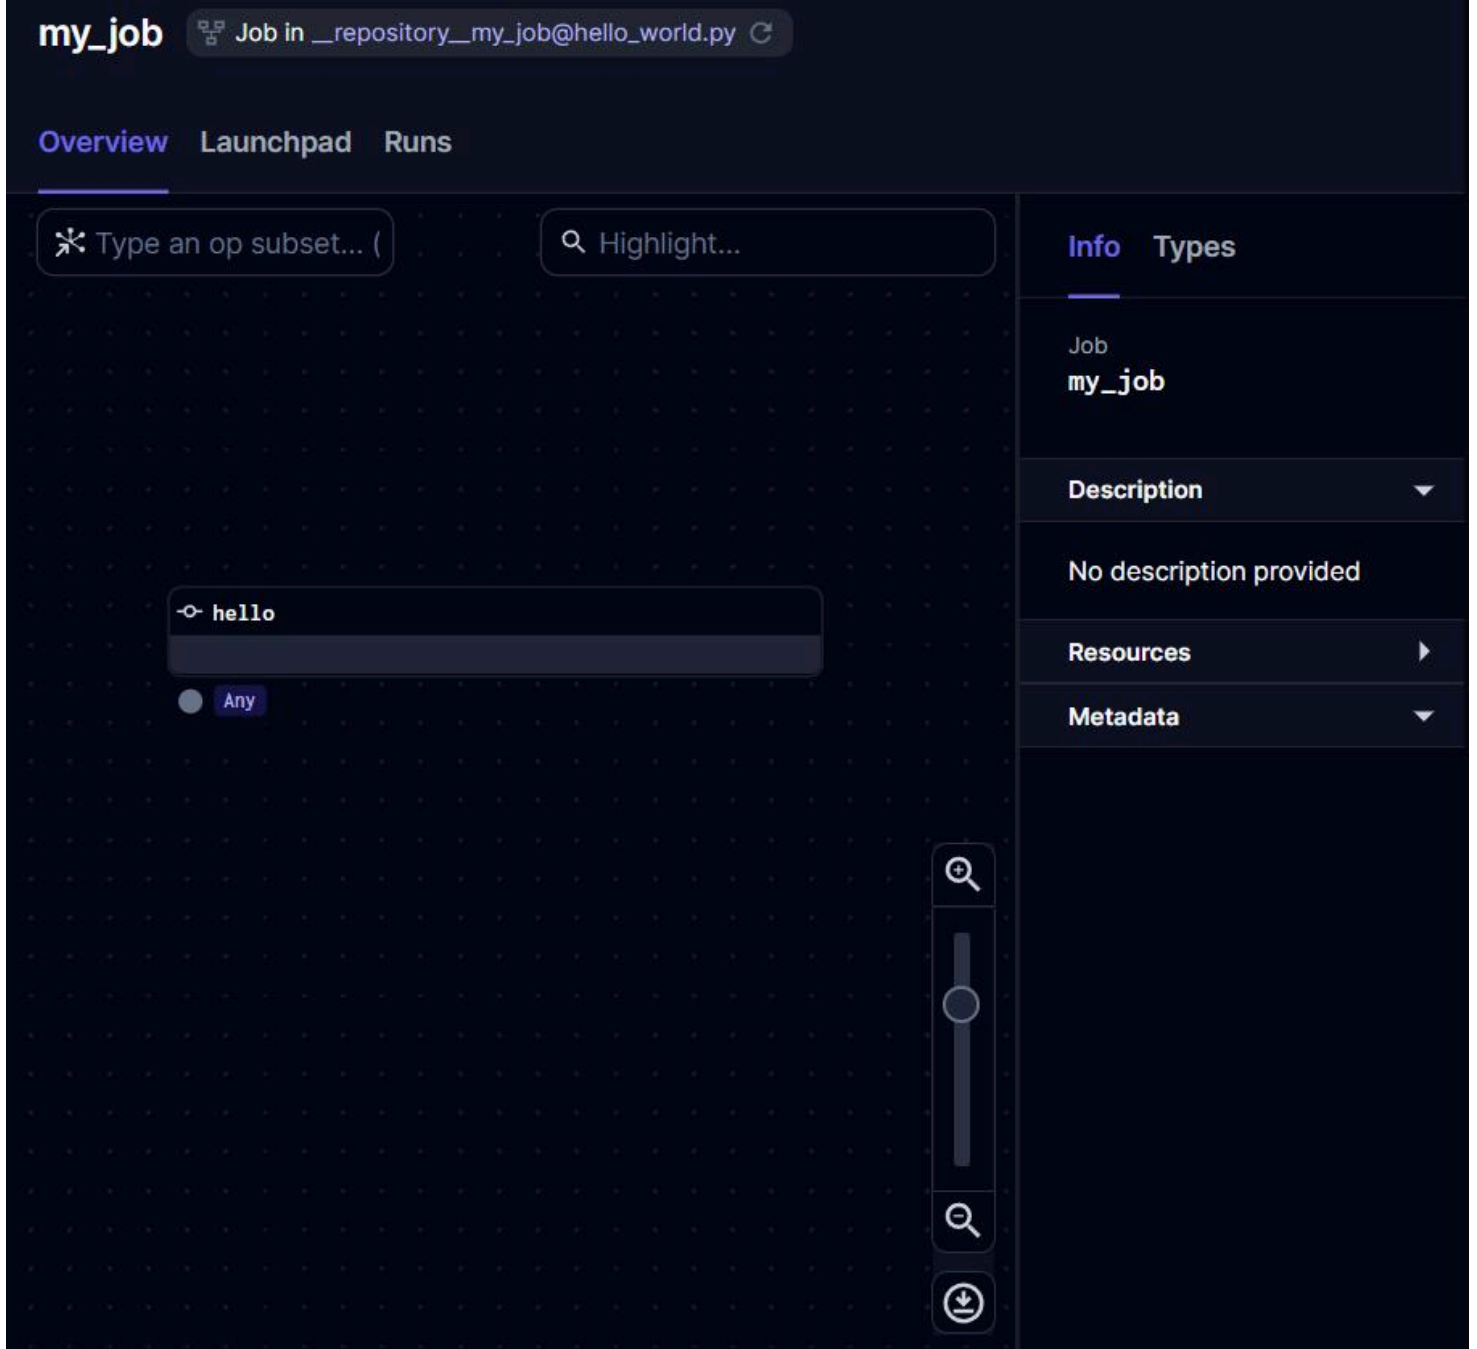 my_job
Job in __repository__my_job@hello_world.py
Overview Launchpad Runs
Type an op subset... (
Highlight...
Info Types
Job
my_job
Description
No description provided
hello
Any
Resources
Metadata